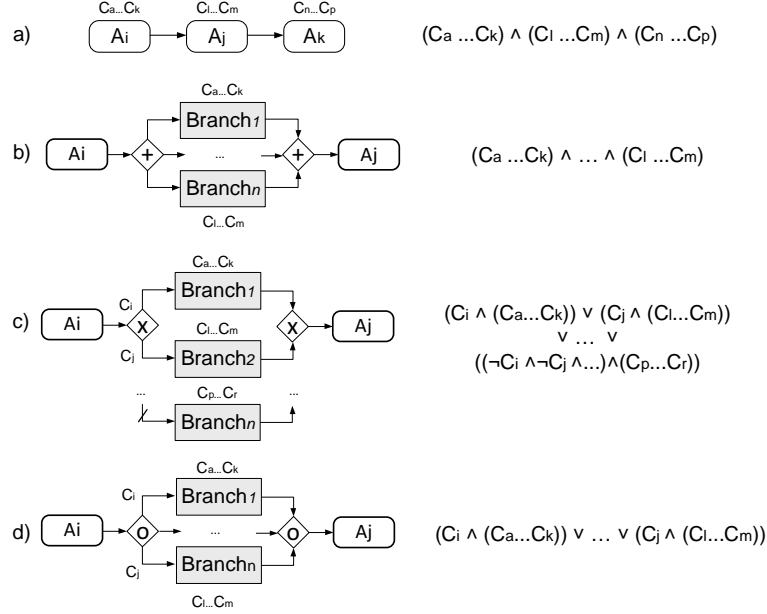 Ca...Ck Cl...Cm Cn...Cp
a) Ai Aj Ak (Ca ...Ck) ∧ (Cl ...Cm) ∧ (Cn ...Cp)
Ca...Ck
Branch1
b) Ai + ... + Aj (Ca ...Ck) ∧ ... ∧ (Cl ...Cm)
Branchn
Cl...Cm
Ca...Ck
Ci Branch1
c) Ai X Cl...Cm X Aj (Ci ∧ (Ca...Ck)) ∨ (Cj ∧ (Cl...Cm))
Cj Branch2 ∨ ... ∨
((¬Ci ∧¬Cj ∧...)∧(Cp...Cr))
... Cp...Cr ...
Branchn
Ca...Ck
Ci Branch1
d) Ai O ... O Aj (Ci ∧ (Ca...Ck)) ∨ ... ∨ (Cj ∧ (Cl...Cm))
Cj Branchn
Cl...Cm